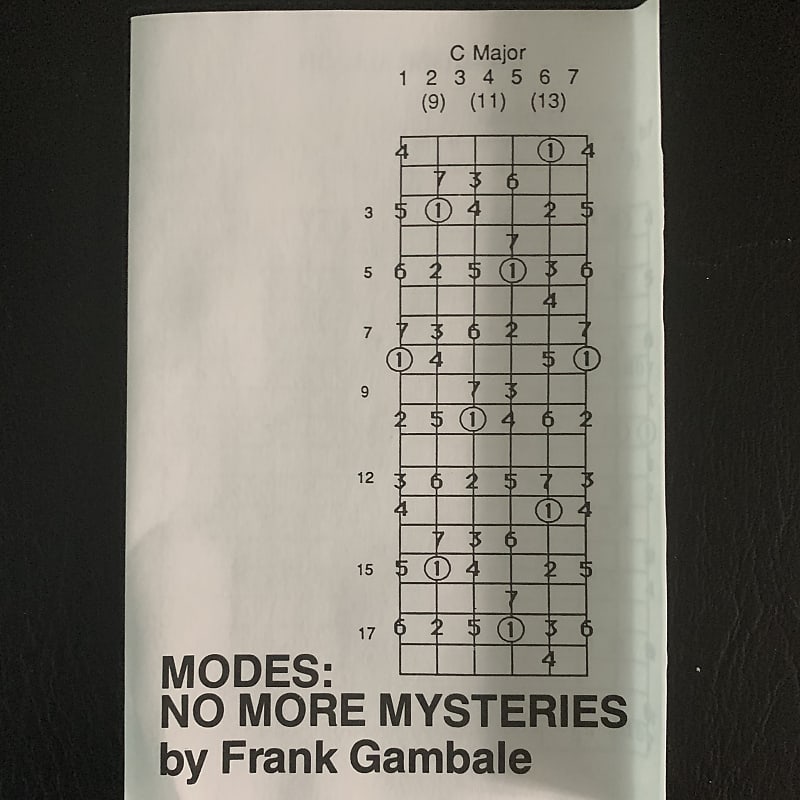 C Major
1 2 3 4 5 6 7
(9) (11) (13)
4 1 4
7 3 6
3 5 1 4 2 5
7
5 6 2 5 1 3 6
4
7 7 3 6 2 7
1 4 5 1
9 7 3
2 5 1 4 6 2
12 3 6 2 5 7 3
4 1 4
7 3 6
15 5 1 4 2 5
7
17 6 2 5 1 3 6
4
MODES:
NO MORE MYSTERIES
by Frank Gambale